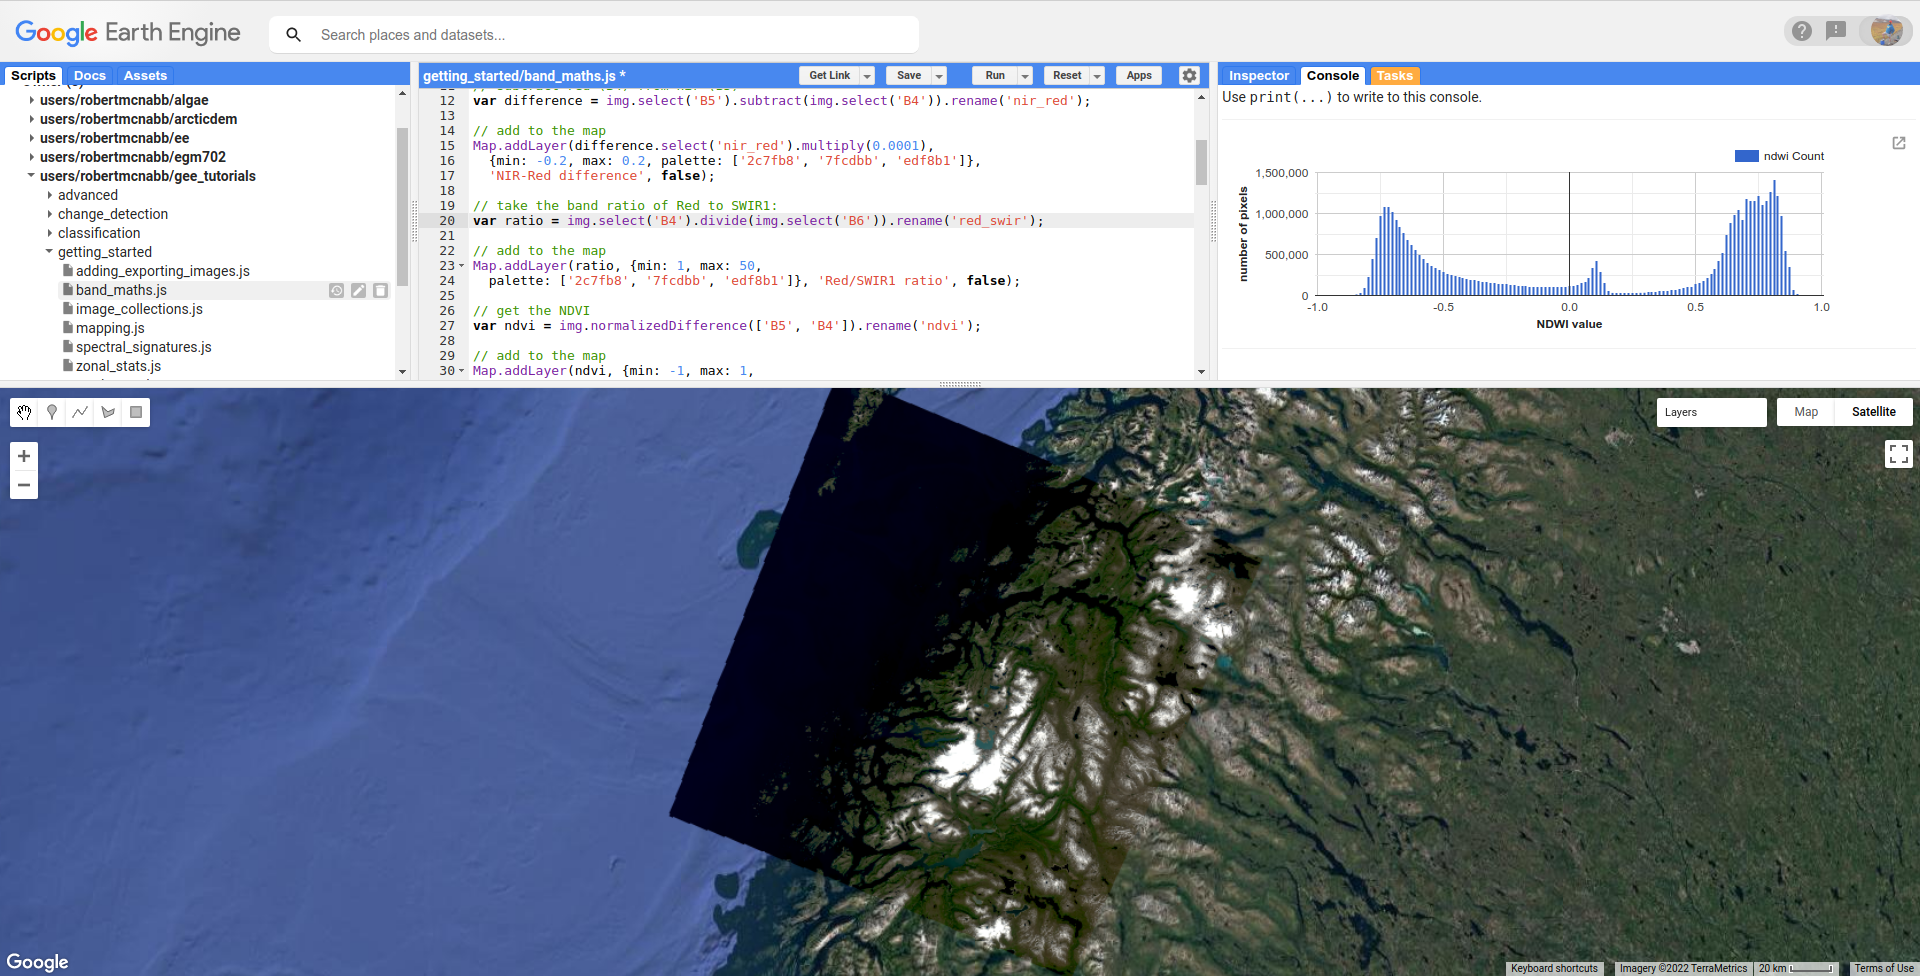 Google Earth Engine
Search places and datasets...
Scripts Docs Assets
users/robertmcnabb/algae
users/robertmcnabb/arcticdem
users/robertmcnabb/ee
users/robertmcnabb/egm702
users/robertmcnabb/gee_tutorials
advanced
change_detection
classification
getting_started
adding_exporting_images.js
band_maths.js
image_collections.js
mapping.js
spectral_signatures.js
zonal_stats.js
getting_started/band_maths.js *
Get Link Save Run Reset Apps
12 var difference = img.select('B5').subtract(img.select('B4')).rename('nir_red');
13
14 // add to the map
15 Map.addLayer(difference.select('nir_red').multiply(0.0001),
16 {min: -0.2, max: 0.2, palette: ['2c7fb8', '7fcdbb', 'edf8b1']},
17 'NIR-Red difference', false);
18
19 // take the band ratio of Red to SWIR1:
20 var ratio = img.select('B4').divide(img.select('B6')).rename('red_swir');
21
22 // add to the map
23 Map.addLayer(ratio, {min: 1, max: 50,
24 palette: ['2c7fb8', '7fcdbb', 'edf8b1']}, 'Red/SWIR1 ratio', false);
25
26 // get the NDVI
27 var ndvi = img.normalizedDifference(['B5', 'B4']).rename('ndvi');
28
29 // add to the map
30 Map.addLayer(ndvi, {min: -1, max: 1,
Inspector Console Tasks
Use print(...) to write to this console.
ndwi Count
number of pixels
1,500,000
1,000,000
500,000
0
-1.0 -0.5 0.0 0.5 1.0
NDWI value
Layers
Map Satellite
Google
Keyboard shortcuts Imagery ©2022 TerraMetrics 20 km Terms of Use